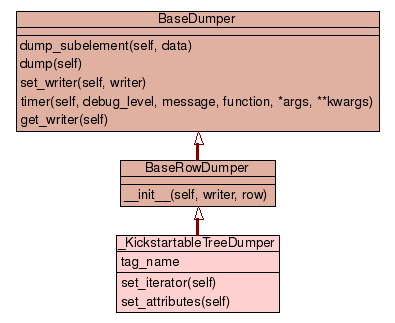 BaseDumper
dump_subelement(self, data)
dump(self)
set_writer(self, writer)
timer(self, debug_level, message, function, *args, **kwargs)
get_writer(self)
BaseRowDumper
__init__(self, writer, row)
_KickstartableTreeDumper
tag_name
set_iterator(self)
set_attributes(self)